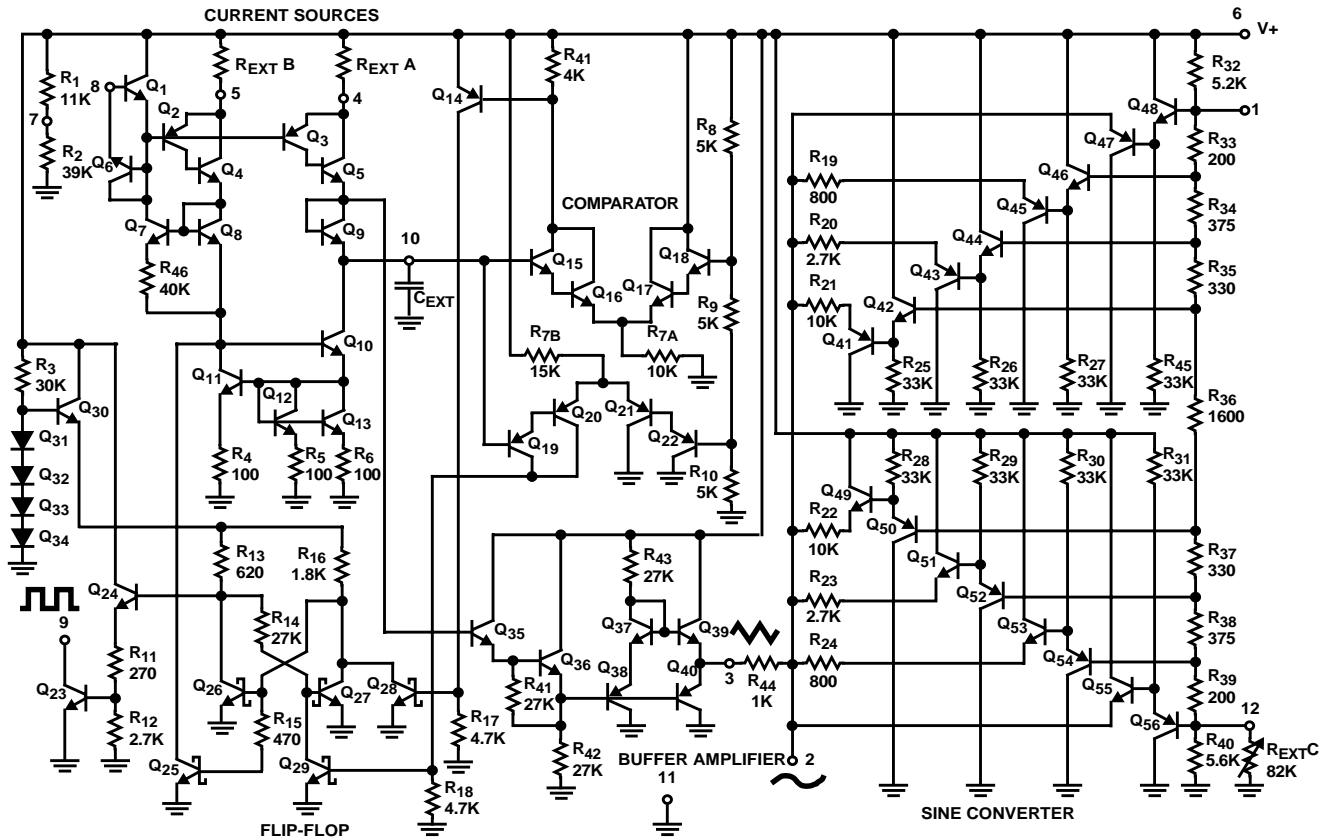 CURRENT SOURCES
6
V+
R1
11K
8
Q1
REXT B
5
REXT A
4
R41
4K
Q14
R32
5.2K
Q48
1
7
R2
39K
Q6
Q2
Q3
R8
5K
Q47
R33
200
Q4
Q5
R19
800
Q46
COMPARATOR
Q45
R34
375
Q7
Q8
Q9
10
Q15
Q18
R20
2.7K
Q44
R46
40K
CEXT
Q16
Q17
R9
5K
R21
10K
Q43
Q42
R35
330
R7B
15K
R7A
10K
Q41
R25
33K
R26
33K
R27
33K
R45
33K
R3
30K
Q30
Q11
Q10
Q12
Q13
Q20
Q21
R36
1600
Q31
Q32
Q33
Q34
R4
100
R5
100
R6
100
Q19
Q22
R10
5K
R28
33K
R29
33K
R30
33K
R31
33K
Q49
R22
10K
Q50
R13
620
R16
1.8K
R43
27K
Q51
R37
330
9
Q24
R14
27K
Q35
Q37
Q39
R23
2.7K
Q52
R38
375
R11
270
Q36
Q38
Q40
3
R44
1K
R24
800
Q53
Q54
Q23
Q26
Q27
Q28
R41
27K
Q55
R39
200
R12
2.7K
R15
470
R17
4.7K
R42
27K
Q56
12
Q25
Q29
R18
4.7K
BUFFER AMPLIFIER
2
11
R40
5.6K
REXTC
82K
FLIP-FLOP
SINE CONVERTER